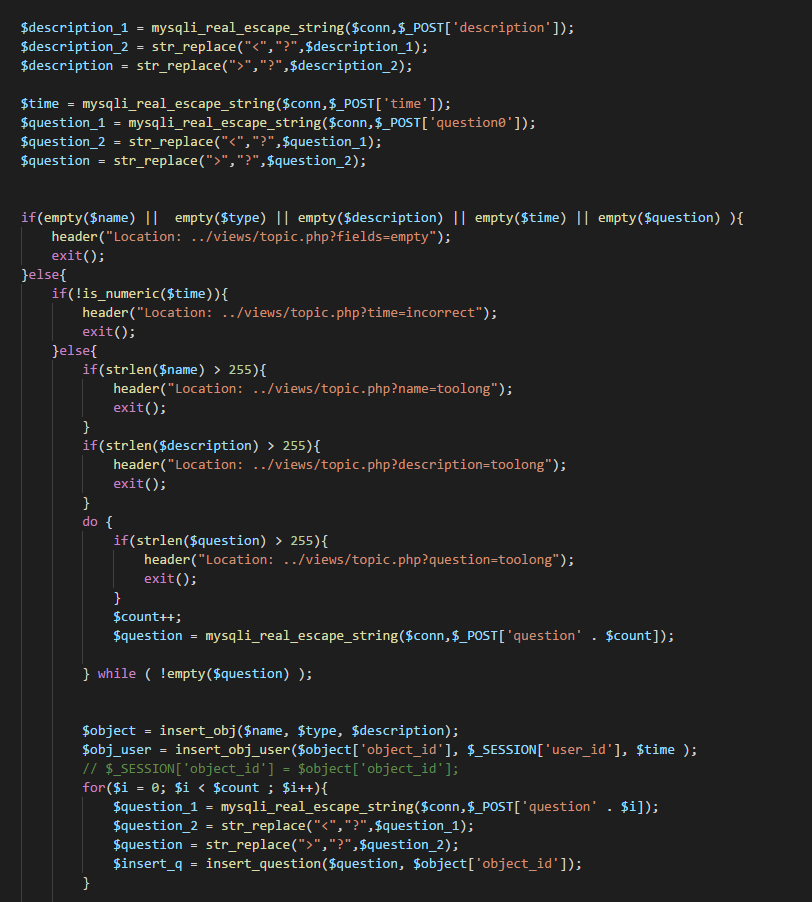 $description_1 = mysqli_real_escape_string($conn,$_POST['description']);
$description_2 = str_replace("<","?",$description_1);
$description = str_replace(">","?",$description_2);

$time = mysqli_real_escape_string($conn,$_POST['time']);
$question_1 = mysqli_real_escape_string($conn,$_POST['question0']);
$question_2 = str_replace("<","?",$question_1);
$question = str_replace(">","?",$question_2);


if(empty($name) ||  empty($type) || empty($description) || empty($time) || empty($question) ){
    header("Location: ../views/topic.php?fields=empty");
    exit();
}else{
    if(!is_numeric($time)){
        header("Location: ../views/topic.php?time=incorrect");
        exit();
    }else{
        if(strlen($name) > 255){
            header("Location: ../views/topic.php?name=toolong");
            exit();
        }
        if(strlen($description) > 255){
            header("Location: ../views/topic.php?description=toolong");
            exit();
        }
        do {
            if(strlen($question) > 255){
                header("Location: ../views/topic.php?question=toolong");
                exit();
            }
            $count++;
            $question = mysqli_real_escape_string($conn,$_POST['question' . $count]);

        } while ( !empty($question) );


        $object = insert_obj($name, $type, $description);
        $obj_user = insert_obj_user($object['object_id'], $_SESSION['user_id'], $time );
        // $_SESSION['object_id'] = $object['object_id'];
        for($i = 0; $i < $count ; $i++){
            $question_1 = mysqli_real_escape_string($conn,$_POST['question' . $i]);
            $question_2 = str_replace("<","?",$question_1);
            $question = str_replace(">","?",$question_2);
            $insert_q = insert_question($question, $object['object_id']);
        }